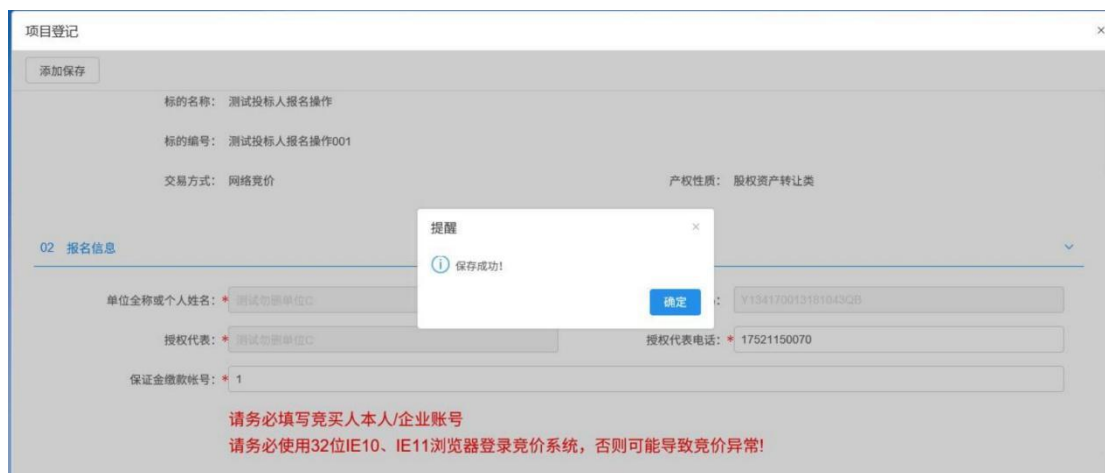 项目登记
×
添加保存
标的名称： 测试投标人报名操作
标的编号： 测试投标人报名操作001
交易方式： 网络竞价 产权性质： 股权资产转让类
提醒 ×
保存成功!
确定
02 报名信息
单位全称或个人姓名：* 测试勿删单位C
授权代表：* 测试勿删单位C 授权代表电话：* 17521150070
保证金缴款帐号：* 1
请务必填写竞买人本人/企业账号
请务必使用32位IE10、IE11浏览器登录竞价系统，否则可能导致竞价异常!